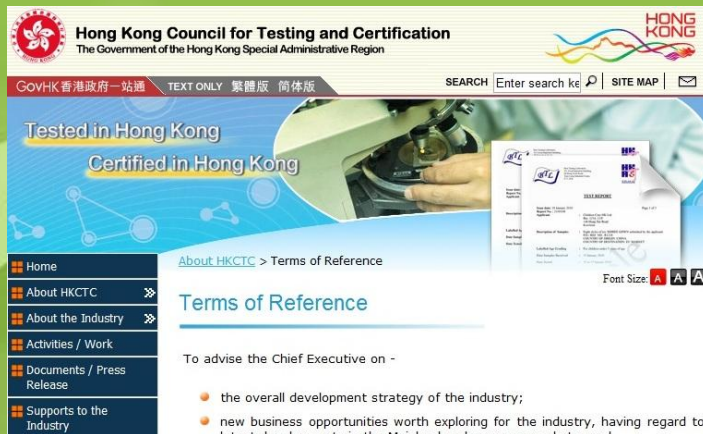 Hong Kong Council for Testing and Certification
The Government of the Hong Kong Special Administrative Region
HONG
KONG
GovHK香港政府一站通
TEXT ONLY 繁體版 简体版
SEARCH Enter search ke SITE MAP
Tested in Hong Kong
Certified in Hong Kong
TEST REPORT
Home
About HKCTC
About the Industry
Activities / Work
Documents / Press
Release
Supports to the
Industry
About HKCTC > Terms of Reference
Font Size: A A A
Terms of Reference
To advise the Chief Executive on -
the overall development strategy of the industry;
new business opportunities worth exploring for the industry, having regard to